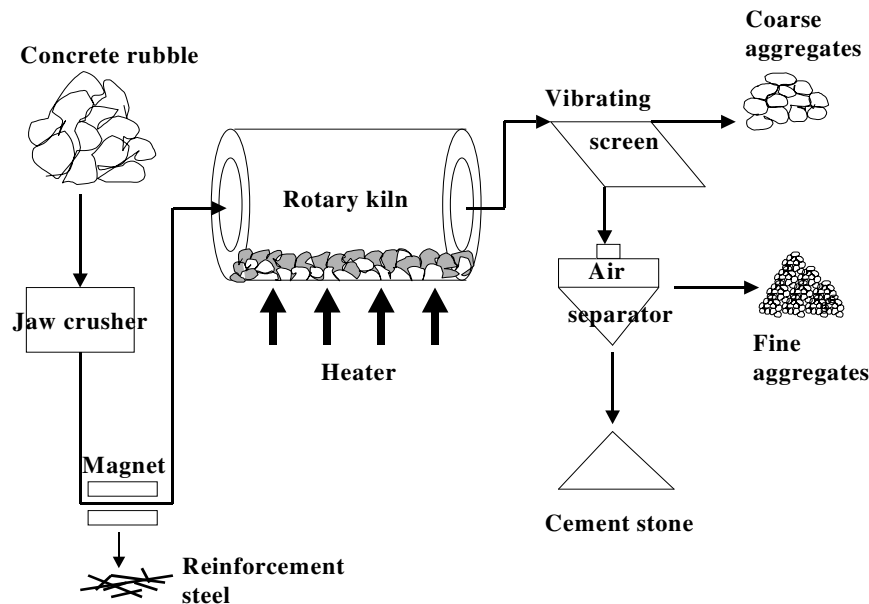 Concrete rubble
Jaw crusher
Magnet
Reinforcement
steel
Rotary kiln
Heater
Vibrating
screen
Coarse
aggregates
Air
separator
Fine
aggregates
Cement stone